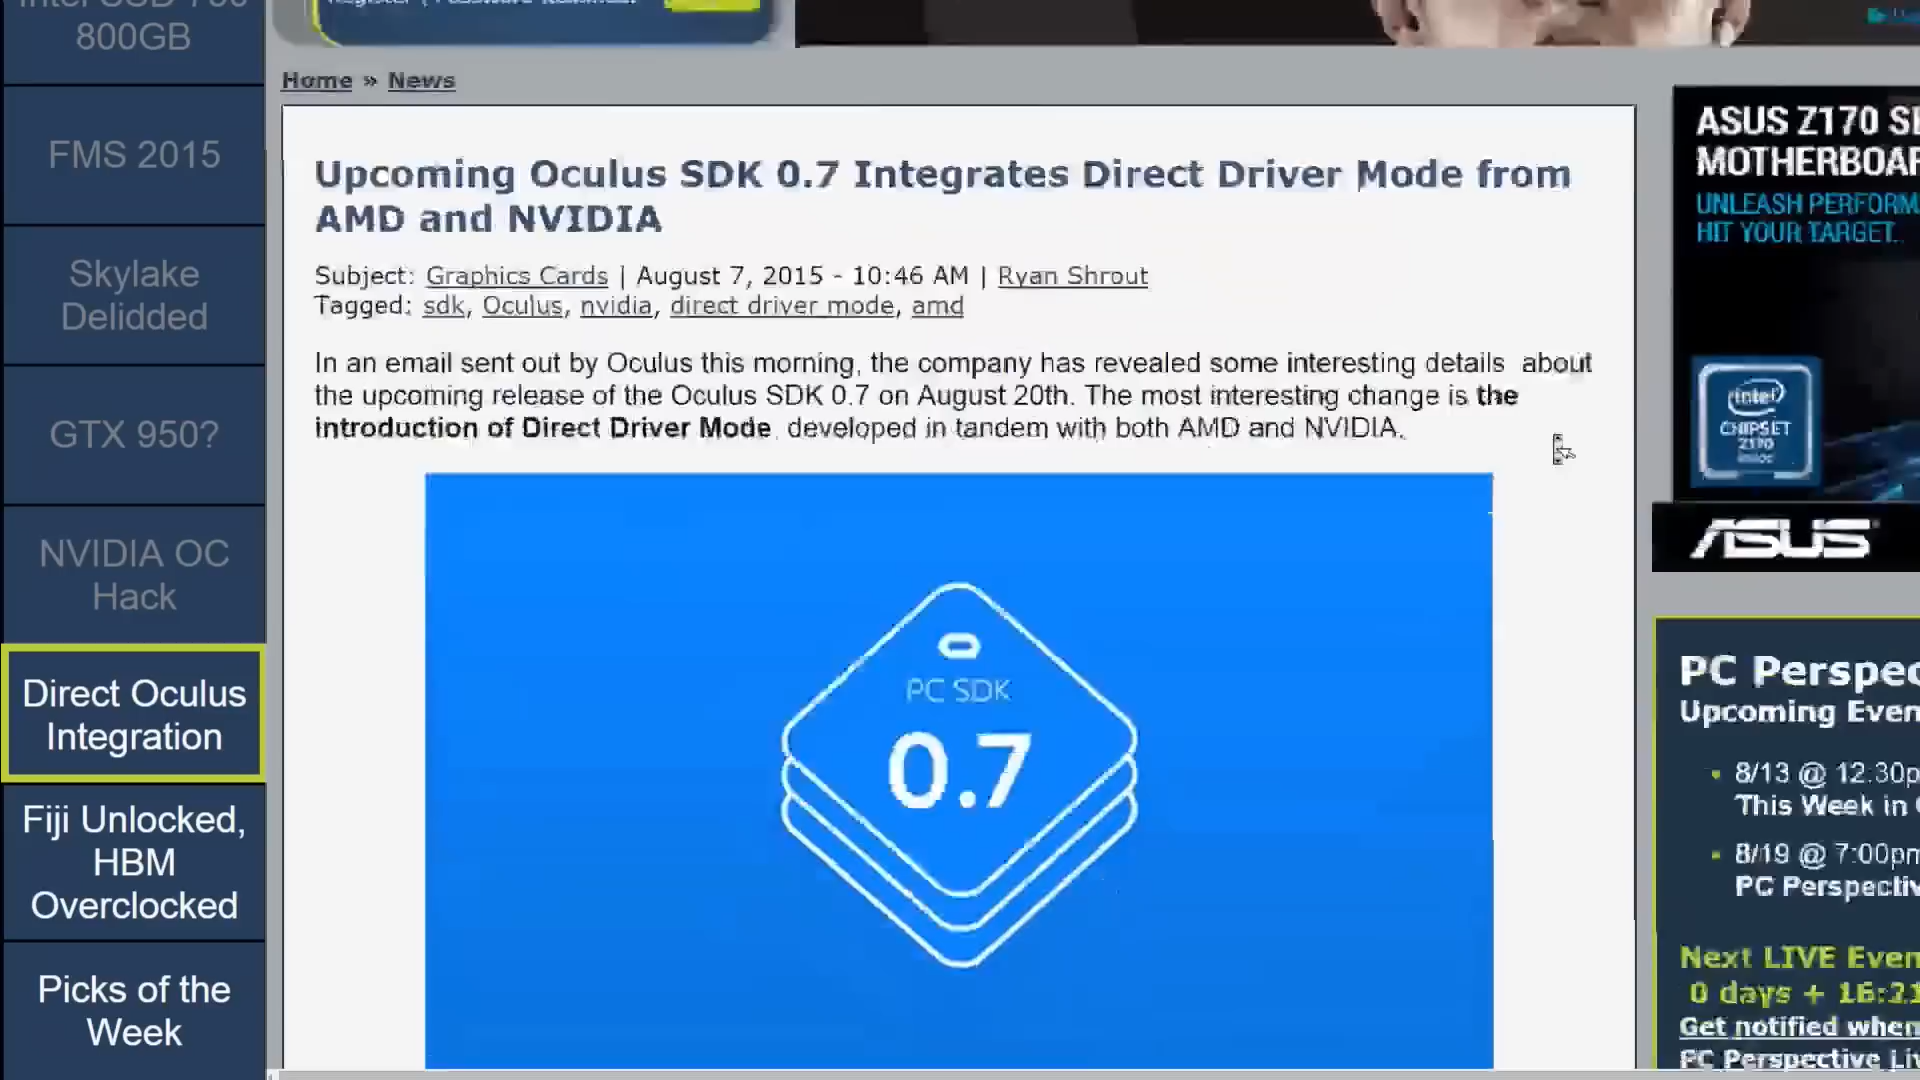 800GB
FMS 2015
Skylake
Delidded
GTX 950?
NVIDIA OC
Hack
Direct Oculus
Integration
Fiji Unlocked,
HBM
Overclocked
Picks of the
Week
Home » News
Upcoming Oculus SDK 0.7 Integrates Direct Driver Mode from
AMD and NVIDIA
Subject: Graphics Cards | August 7, 2015 - 10:46 AM | Ryan Shrout
Tagged: sdk, Oculus, nvidia, direct driver mode, amd
In an email sent out by Oculus this morning, the company has revealed some interesting details about
the upcoming release of the Oculus SDK 0.7 on August 20th. The most interesting change is the
introduction of Direct Driver Mode, developed in tandem with both AMD and NVIDIA.
PC SDK
0.7
ASUS Z170
MOTHERBOAR
UNLEASH PERFORM
HIT YOUR TARGET.
intel
CHIPSET
Z170
ASUS
PC Perspec
Upcoming Even
8/13 @ 12:30p
This Week in
8/19 @ 7:00pm
PC Perspectiv
Next LIVE Even
0 days + 16:21
Get notified when
PC Perspective Liv